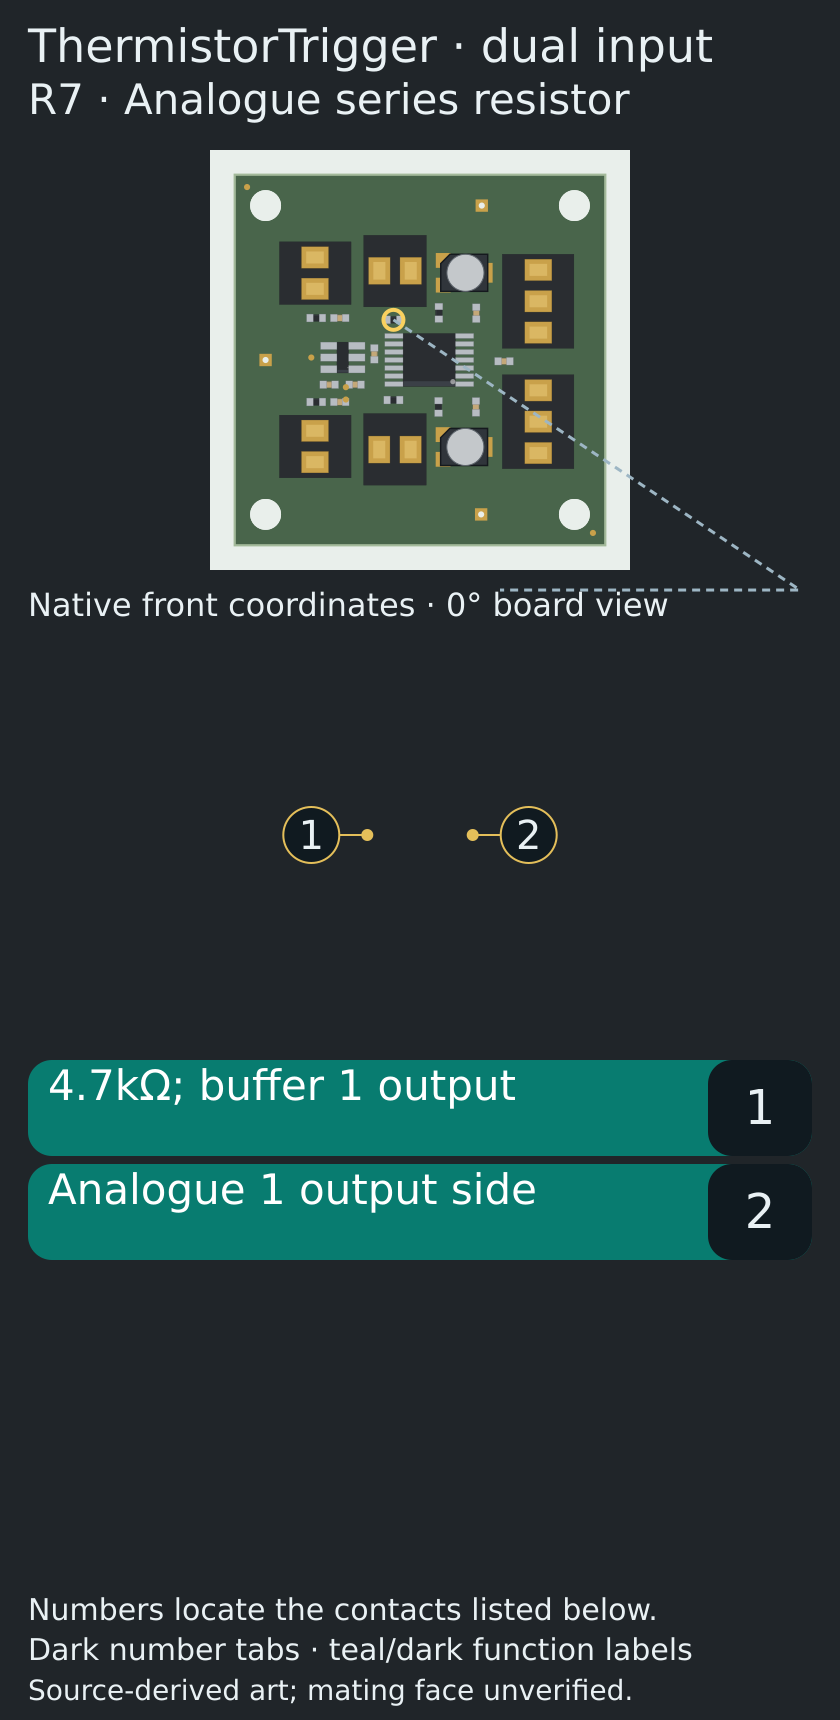 ThermistorTrigger · dual input
R7 · Analogue series resistor
Native front coordinates · 0° board view
1
2
4.7kΩ; buffer 1 output
1
Analogue 1 output side
2
Numbers locate the contacts listed below.
Dark number tabs · teal/dark function labels
Source-derived art; mating face unverified.